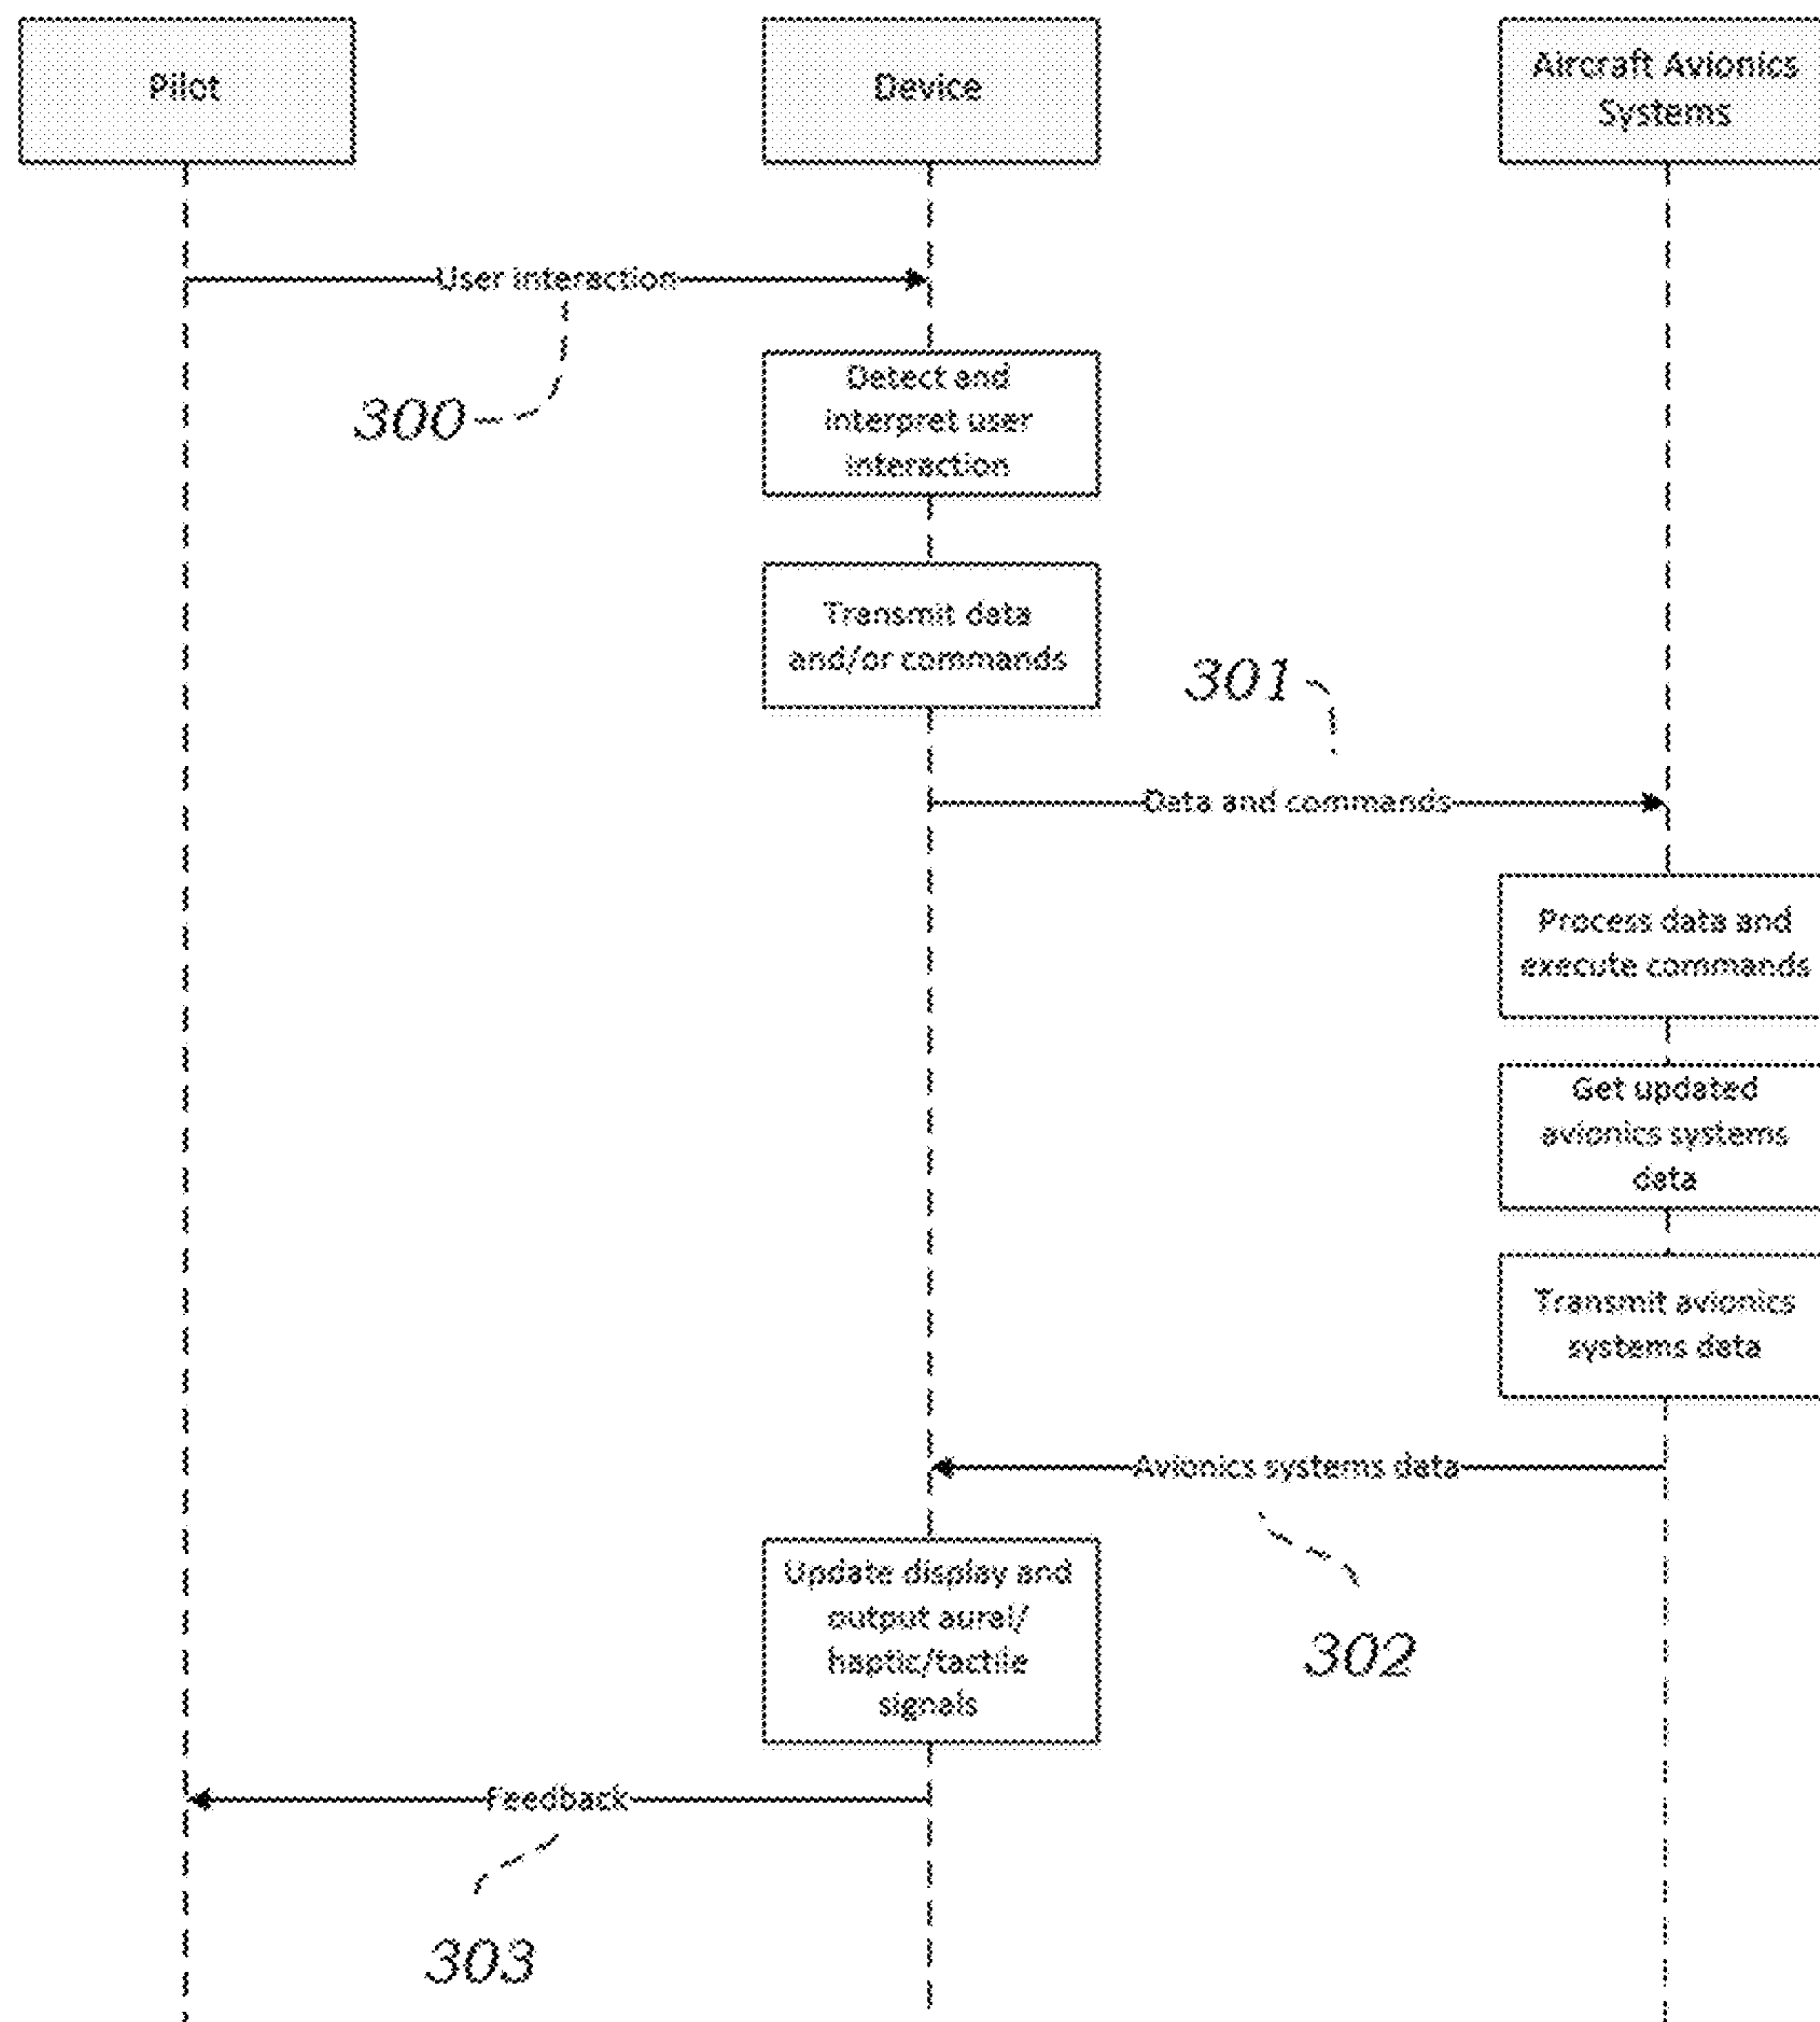 Pilot
Device
Aircraft Avionics
Systems
User interaction
300
Detect and
interpret user
interaction
Transmit data
and/or commands
301
Data and commands
Process data and
execute commands
Get updated
avionics systems
data
Transmit avionics
systems data
Avionics systems data
302
Update display and
output aural/
haptic/tactile
signals
Feedback
303